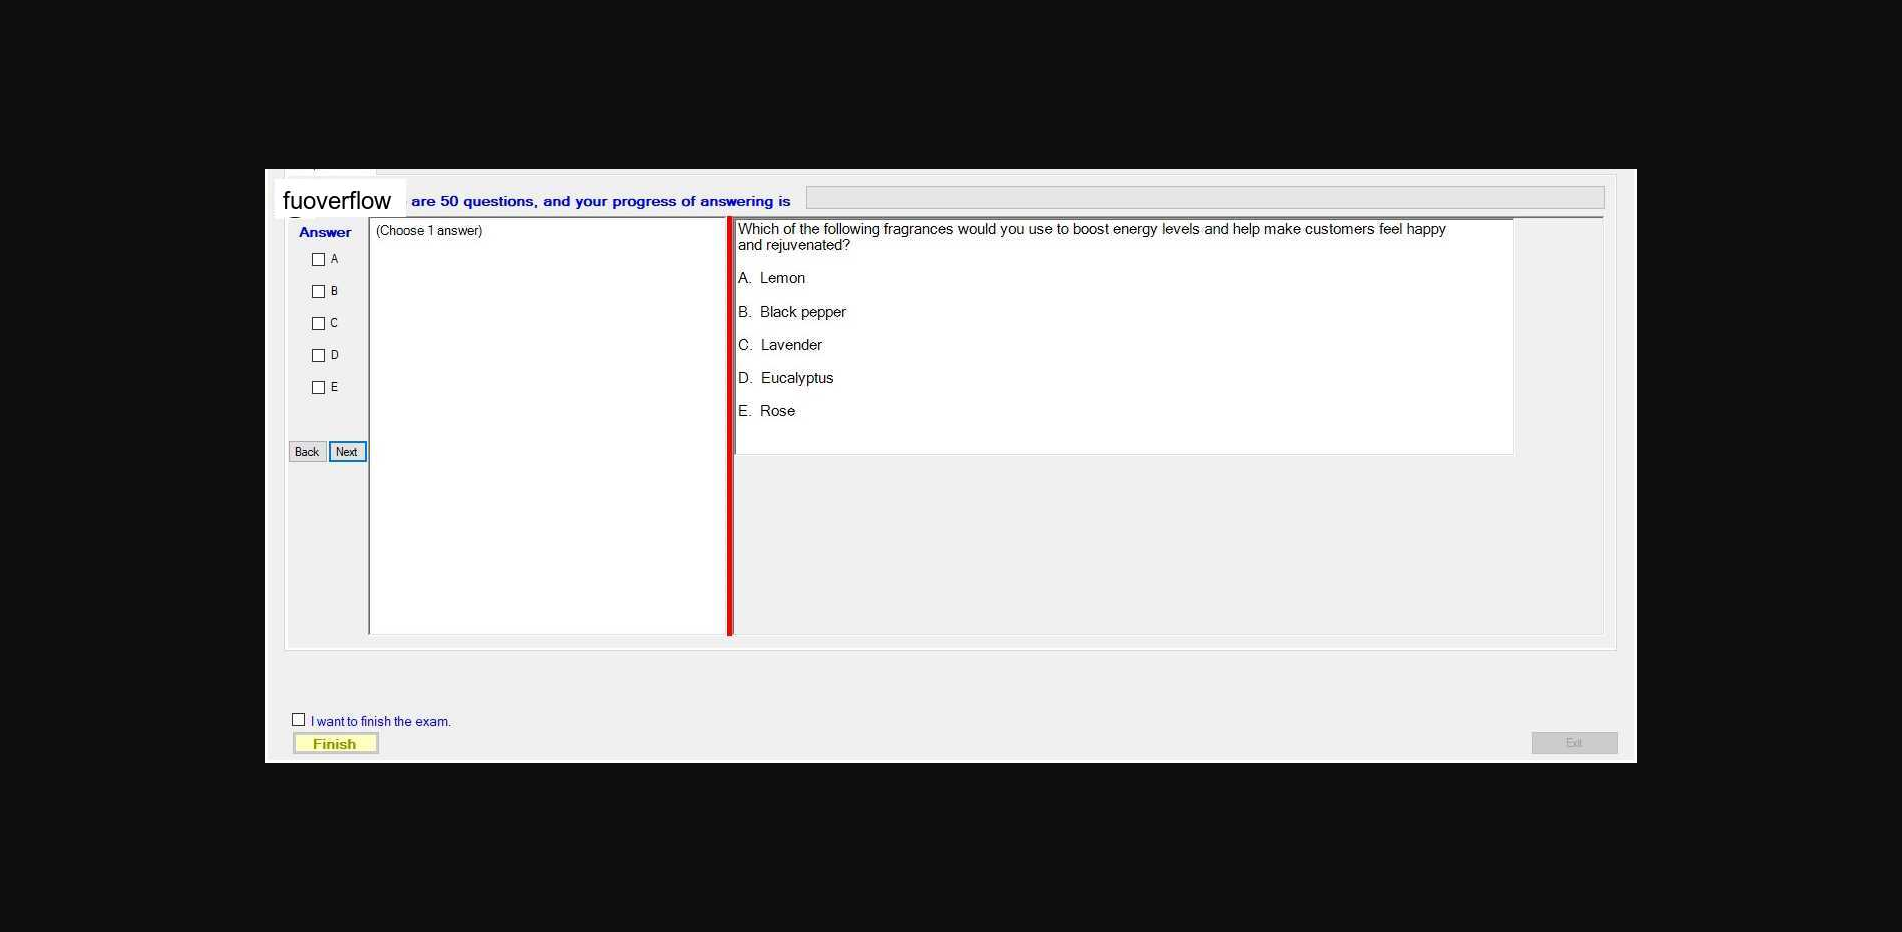 fuoverflow are 50 questions, and your progress of answering is
Answer
(Choose 1 answer)
A
B
C
D
E
Back Next
Which of the following fragrances would you use to boost energy levels and help make customers feel happy
and rejuvenated?
A. Lemon
B. Black pepper
C. Lavender
D. Eucalyptus
E. Rose
I want to finish the exam.
Finish
Exit